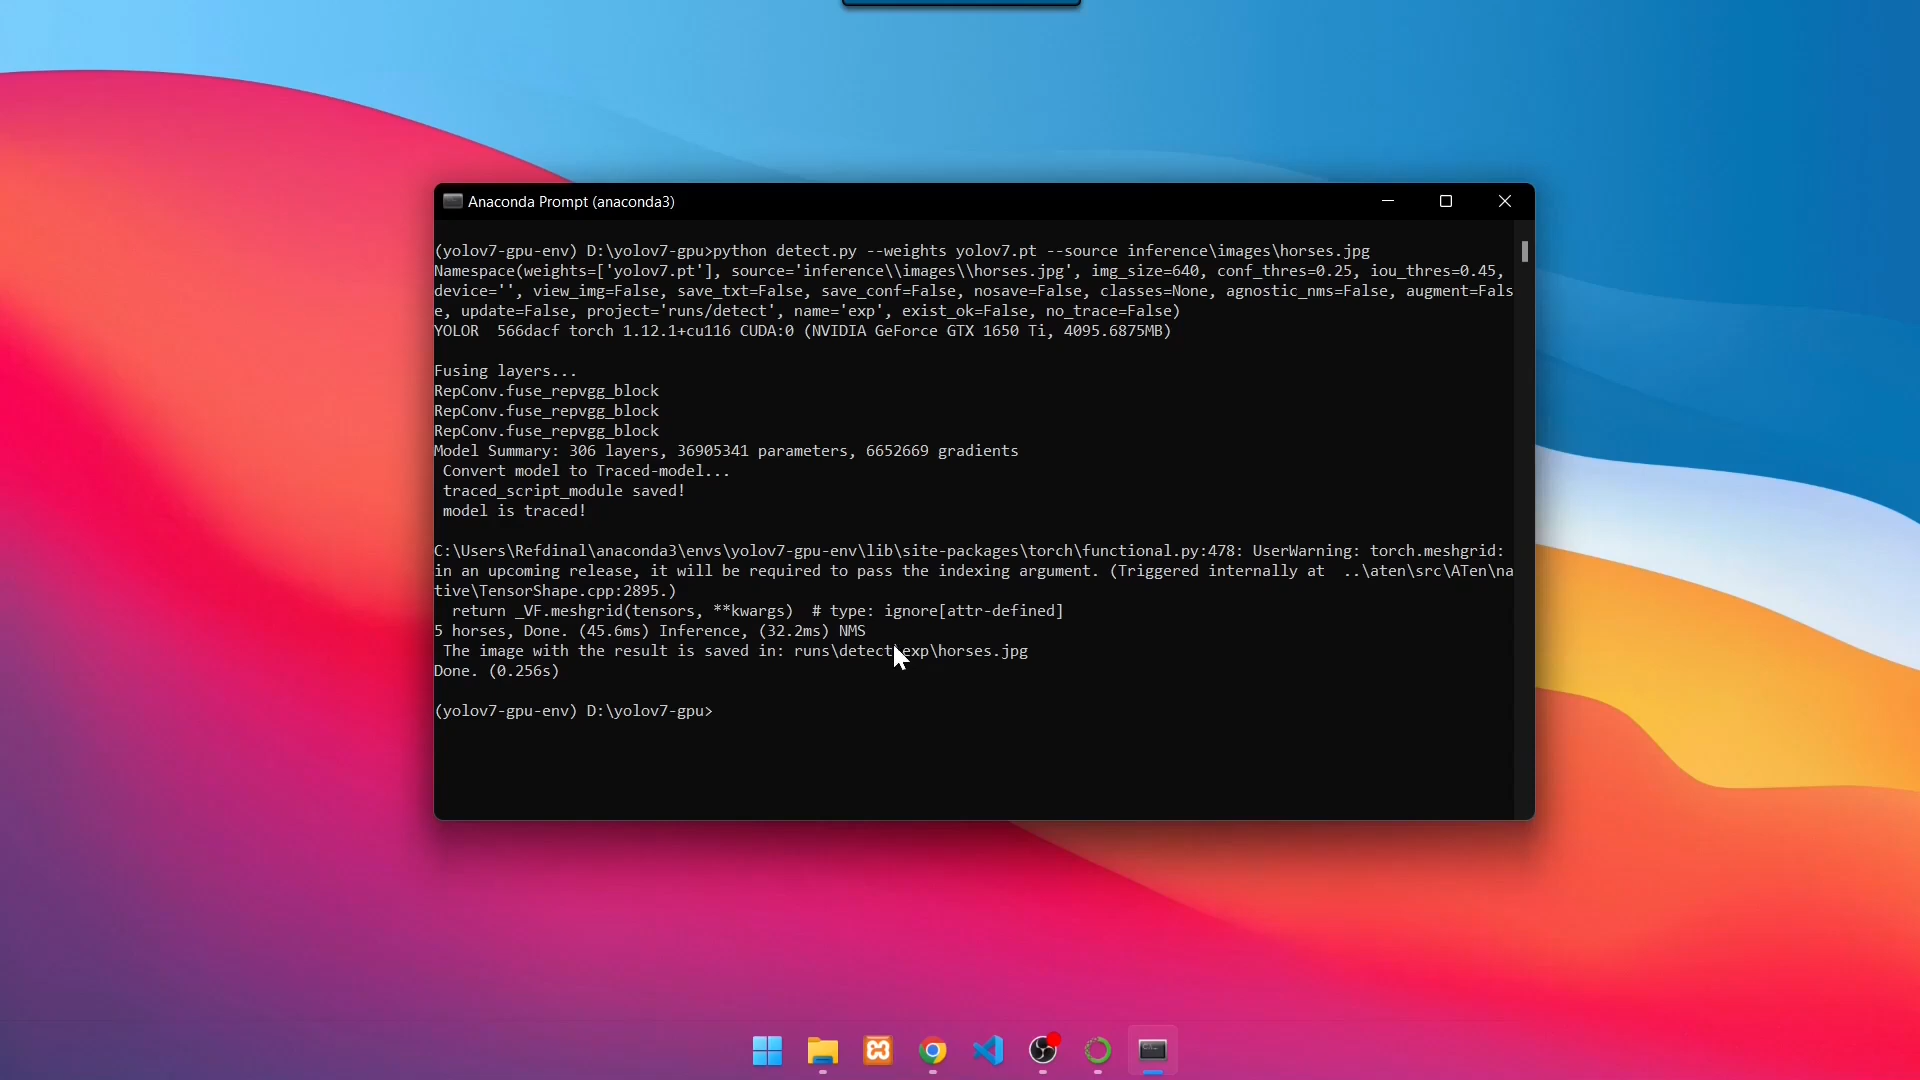 Anaconda Prompt (anaconda3)
(yolov7-gpu-env) D:\yolov7-gpu>python detect.py --weights yolov7.pt --source inference\images\horses.jpg
Namespace(weights=['yolov7.pt'], source='inference\\images\\horses.jpg', img_size=640, conf_thres=0.25, iou_thres=0.45,
device='', view_img=False, save_txt=False, save_conf=False, nosave=False, classes=None, agnostic_nms=False, augment=Fals
e, update=False, project='runs/detect', name='exp', exist_ok=False, no_trace=False)
YOLOR  566dacf torch 1.12.1+cu116 CUDA:0 (NVIDIA GeForce GTX 1650 Ti, 4095.6875MB)
Fusing layers...
RepConv.fuse_repvgg_block
RepConv.fuse_repvgg_block
RepConv.fuse_repvgg_block
Model Summary: 306 layers, 36905341 parameters, 6652669 gradients
Convert model to Traced-model...
traced_script_module saved!
model is traced!
C:\Users\Refdinal\anaconda3\envs\yolov7-gpu-env\lib\site-packages\torch\functional.py:478: UserWarning: torch.meshgrid:
in an upcoming release, it will be required to pass the indexing argument. (Triggered internally at  ..\aten\src\ATen\na
tive\TensorShape.cpp:2895.)
return _VF.meshgrid(tensors, **kwargs)  # type: ignore[attr-defined]
5 horses, Done. (45.6ms) Inference, (32.2ms) NMS
The image with the result is saved in: runs\detect\exp\horses.jpg
Done. (0.256s)
(yolov7-gpu-env) D:\yolov7-gpu>